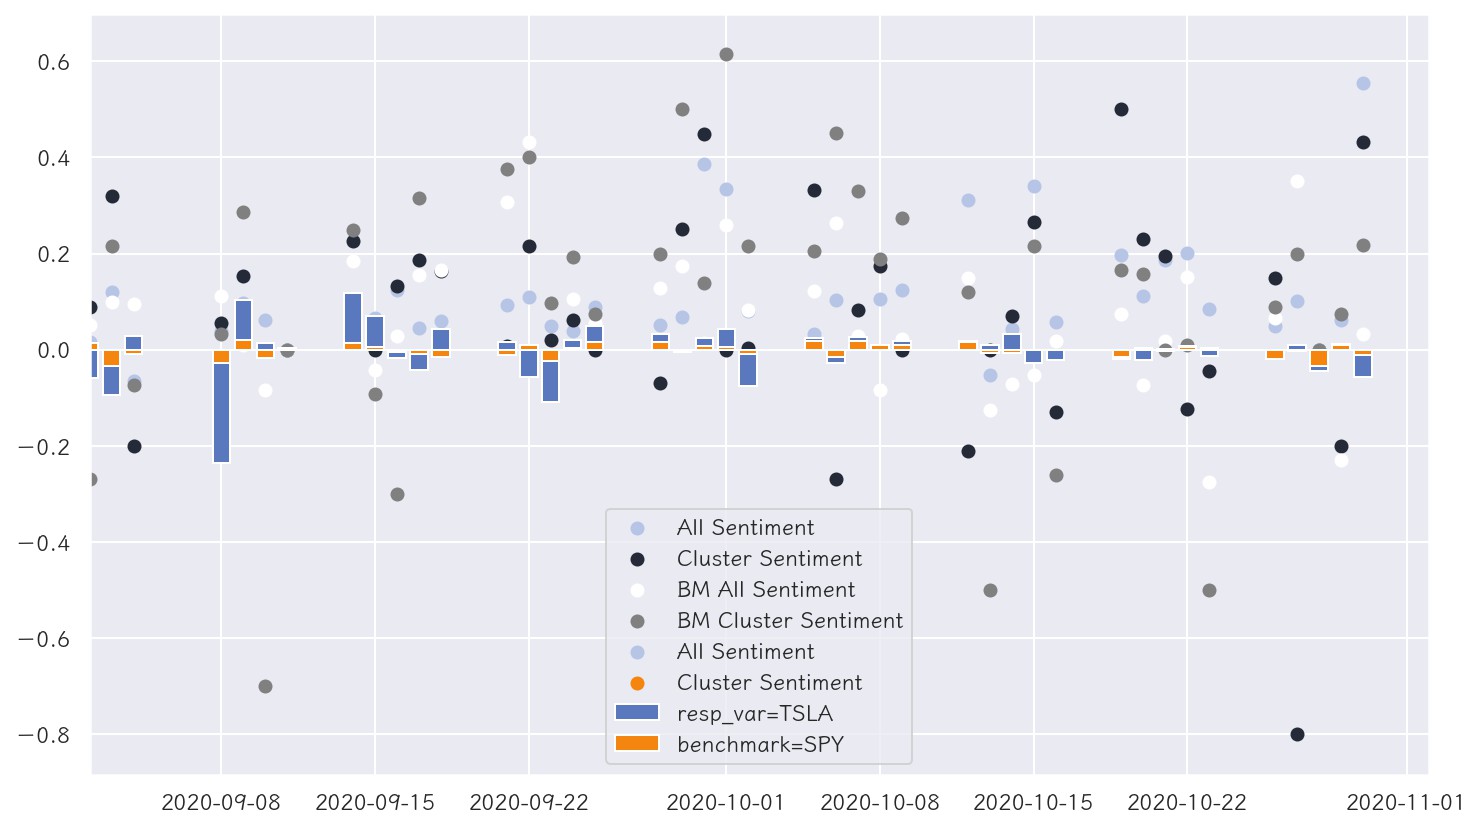 0.6
0.4
0.2
0.0
−0.2
−0.4
−0.6
−0.8
All Sentiment
Cluster Sentiment
BM All Sentiment
BM Cluster Sentiment
All Sentiment
Cluster Sentiment
resp_var=TSLA
benchmark=SPY
2020-09-08 2020-09-15 2020-09-22 2020-10-01 2020-10-08 2020-10-15 2020-10-22 2020-11-01